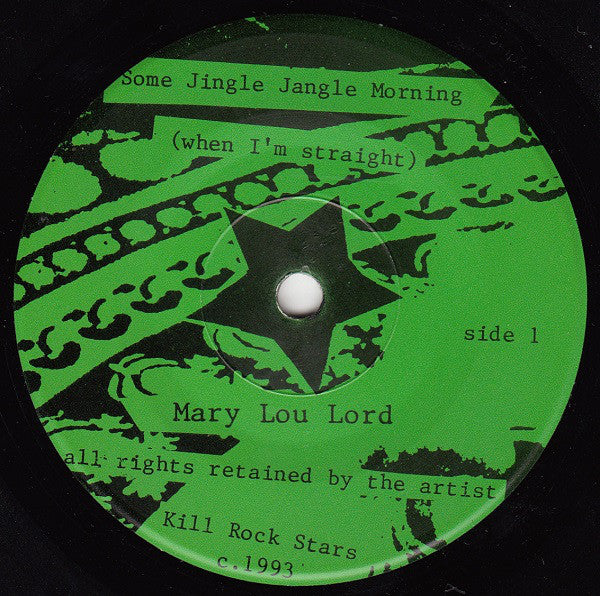 Some Jingle Jangle Morning
(when I'm straight)
side 1
Mary Lou Lord
all rights retained by the artist
Kill Rock Stars
c.1993